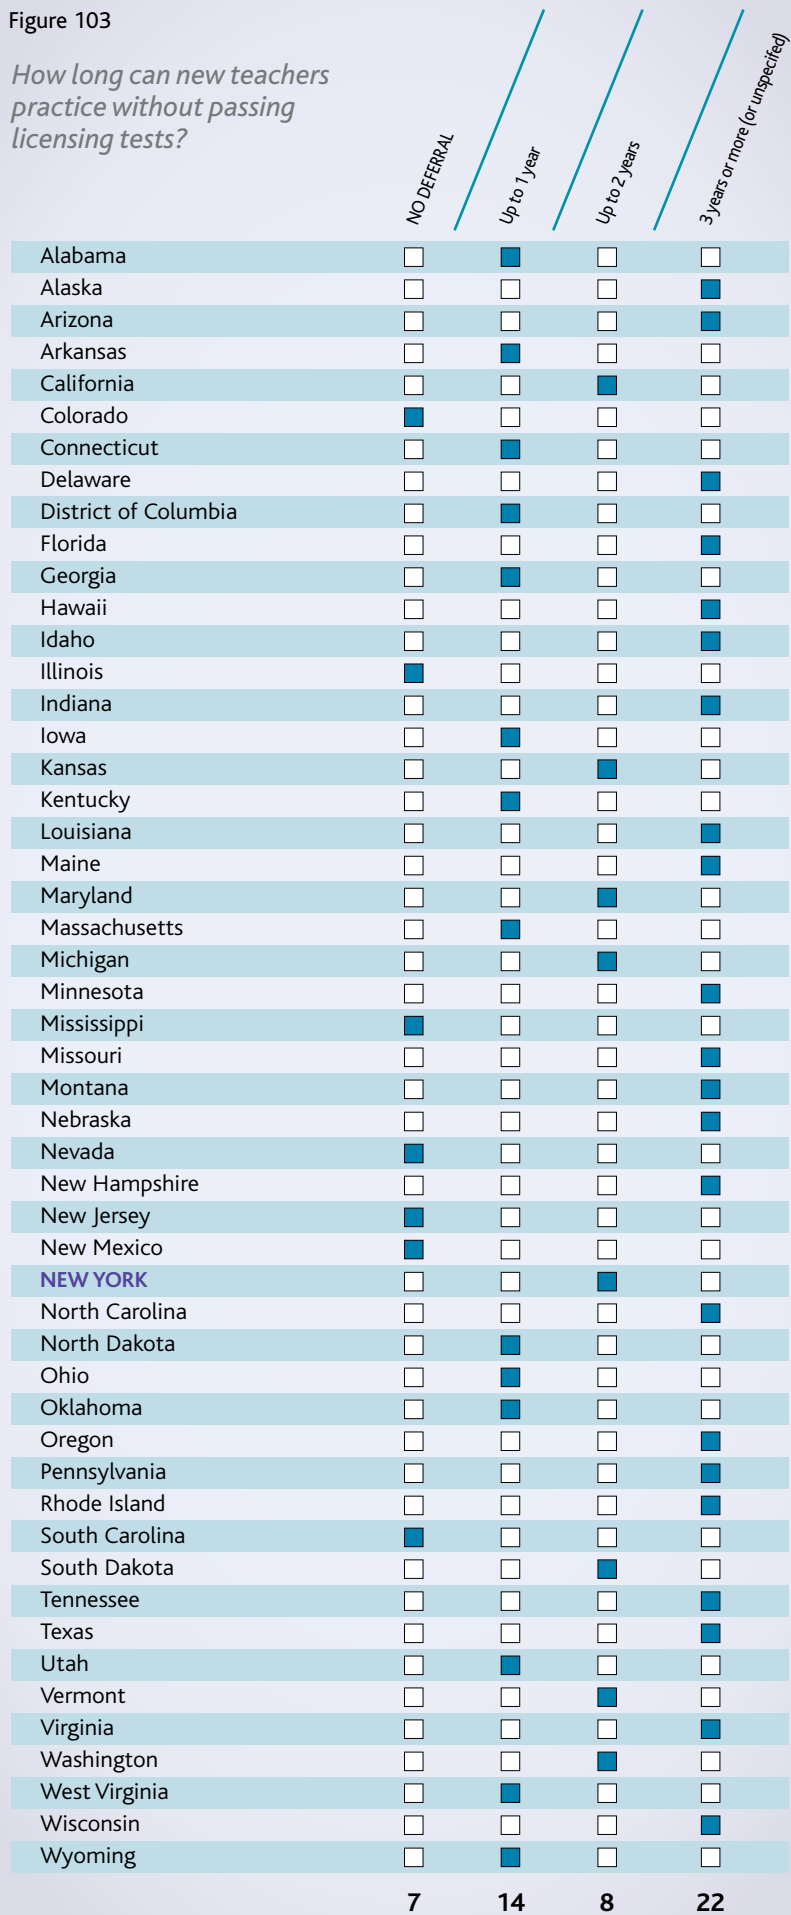 Figure 103
How long can new teachers
practice without passing
licensing tests?
NO DEFERRAL
Up to 1 year
Up to 2 years
3 years or more (or unspecifed)
Alabama
Alaska
Arizona
Arkansas
California
Colorado
Connecticut
Delaware
District of Columbia
Florida
Georgia
Hawaii
Idaho
Illinois
Indiana
Iowa
Kansas
Kentucky
Louisiana
Maine
Maryland
Massachusetts
Michigan
Minnesota
Mississippi
Missouri
Montana
Nebraska
Nevada
New Hampshire
New Jersey
New Mexico
NEW YORK
North Carolina
North Dakota
Ohio
Oklahoma
Oregon
Pennsylvania
Rhode Island
South Carolina
South Dakota
Tennessee
Texas
Utah
Vermont
Virginia
Washington
West Virginia
Wisconsin
Wyoming
7 14 8 22